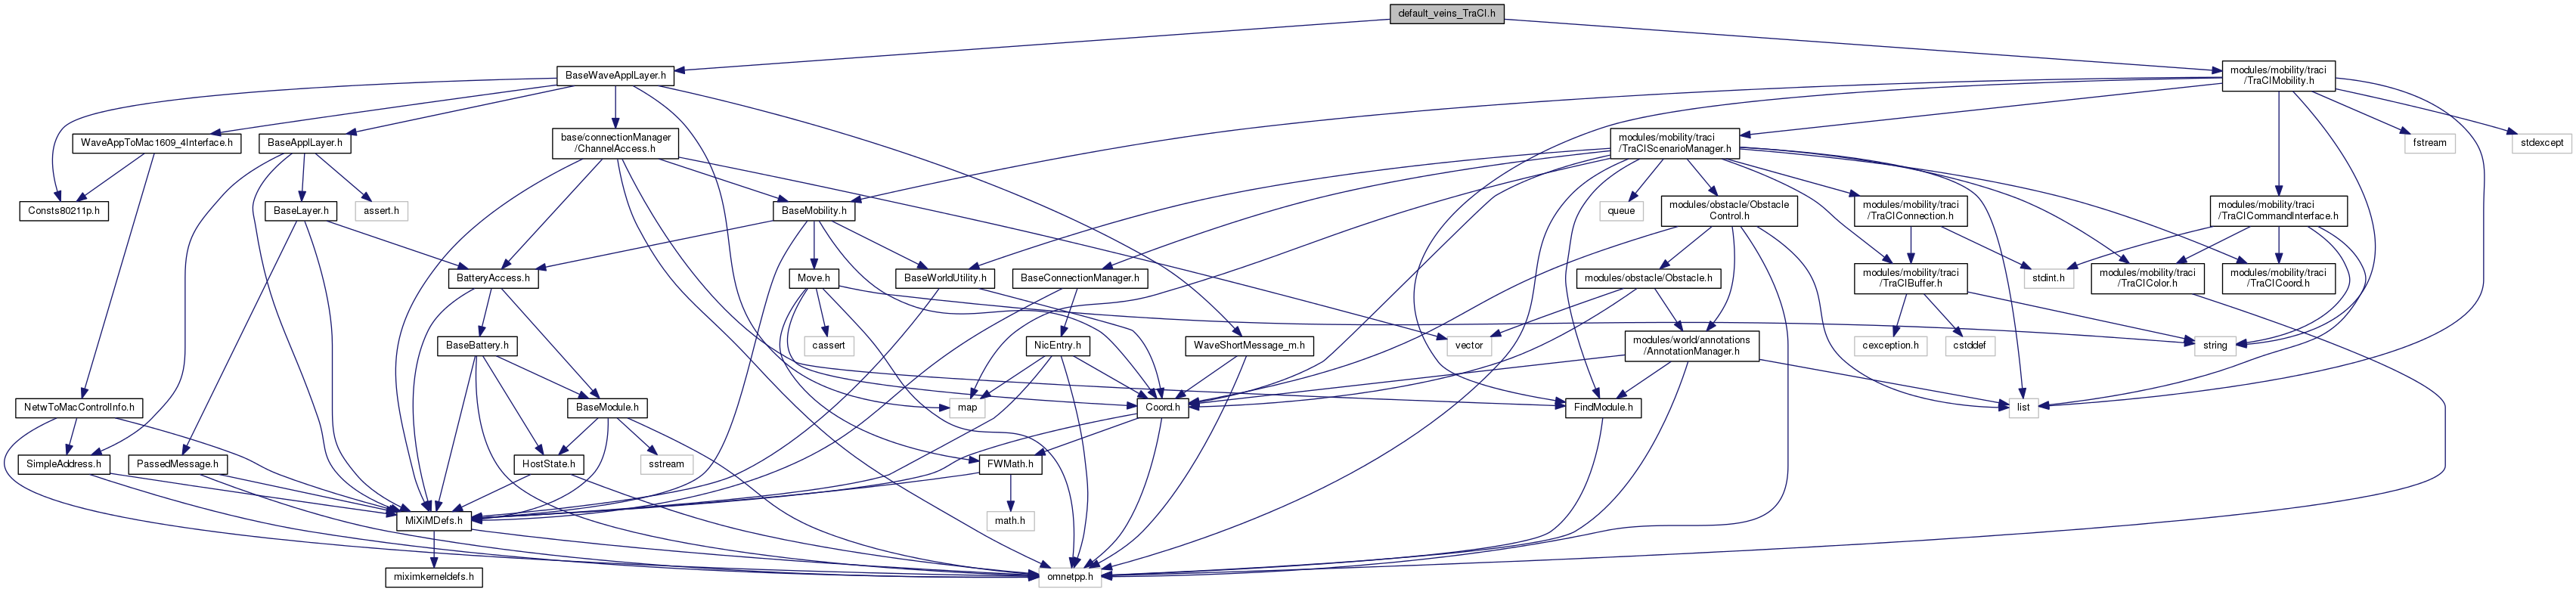 default_veins_TraCI.h
BaseWaveApplLayer.h
modules/mobility/traci
/TraCIMobility.h
WaveAppToMac1609_4Interface.h
BaseApplLayer.h
base/connectionManager
/ChannelAccess.h
modules/mobility/traci
/TraCIScenarioManager.h
fstream
stdexcept
Consts80211p.h
BaseLayer.h
assert.h
BaseMobility.h
queue
modules/obstacle/Obstacle
Control.h
modules/mobility/traci
/TraCIConnection.h
modules/mobility/traci
/TraCICommandInterface.h
BatteryAccess.h
Move.h
BaseWorldUtility.h
BaseConnectionManager.h
modules/obstacle/Obstacle.h
modules/mobility/traci
/TraCIBuffer.h
stdint.h
modules/mobility/traci
/TraCIColor.h
modules/mobility/traci
/TraCICoord.h
BaseBattery.h
cassert
NicEntry.h
WaveShortMessage_m.h
vector
modules/world/annotations
/AnnotationManager.h
cexception.h
cstddef
string
NetwToMacControlInfo.h
BaseModule.h
map
Coord.h
FindModule.h
list
SimpleAddress.h
PassedMessage.h
HostState.h
sstream
FWMath.h
MiXiMDefs.h
math.h
miximkerneldefs.h
omnetpp.h